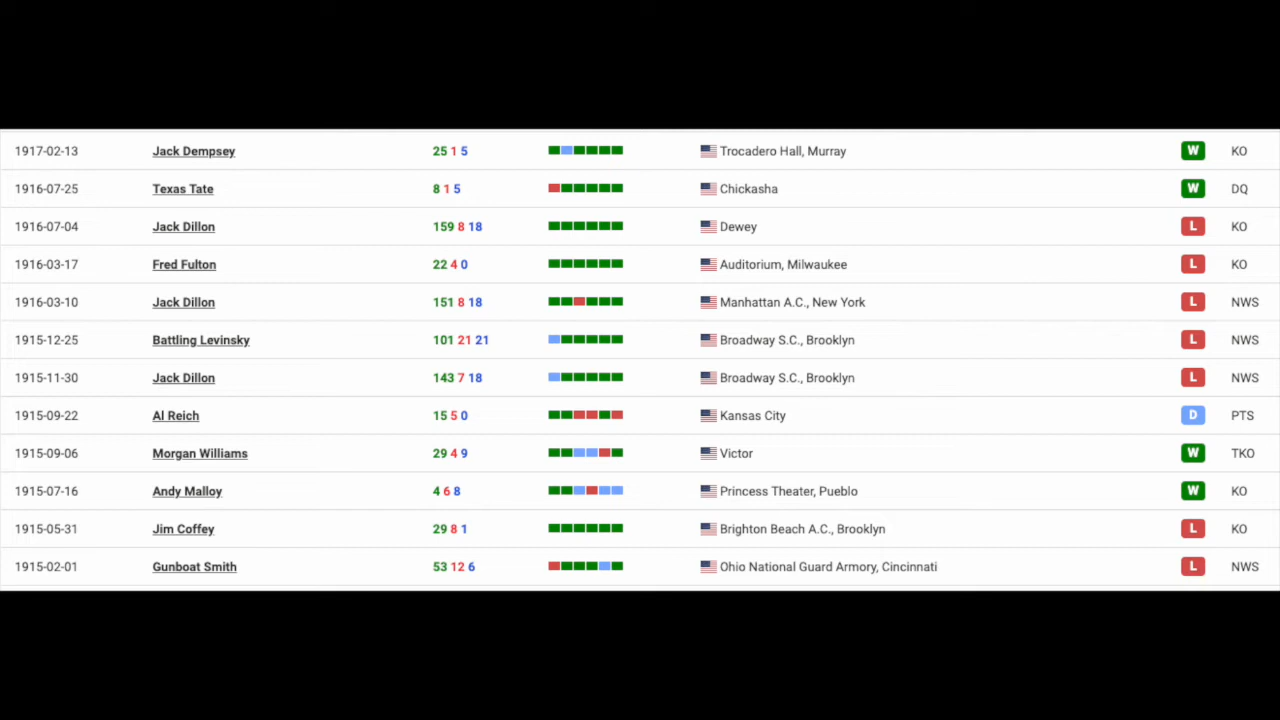 1917-02-13 Jack Dempsey 25 1 5 Trocadero Hall, Murray W KO
1916-07-25 Texas Tate 8 1 5 Chickasha W DQ
1916-07-04 Jack Dillon 159 8 18 Dewey L KO
1916-03-17 Fred Fulton 22 4 0 Auditorium, Milwaukee L KO
1916-03-10 Jack Dillon 151 8 18 Manhattan A.C., New York L NWS
1915-12-25 Battling Levinsky 101 21 21 Broadway S.C., Brooklyn L NWS
1915-11-30 Jack Dillon 143 7 18 Broadway S.C., Brooklyn L NWS
1915-09-22 Al Reich 15 5 0 Kansas City D PTS
1915-09-06 Morgan Williams 29 4 9 Victor W TKO
1915-07-16 Andy Malloy 4 6 8 Princess Theater, Pueblo W KO
1915-05-31 Jim Coffey 29 8 1 Brighton Beach A.C., Brooklyn L KO
1915-02-01 Gunboat Smith 53 12 6 Ohio National Guard Armory, Cincinnati L NWS